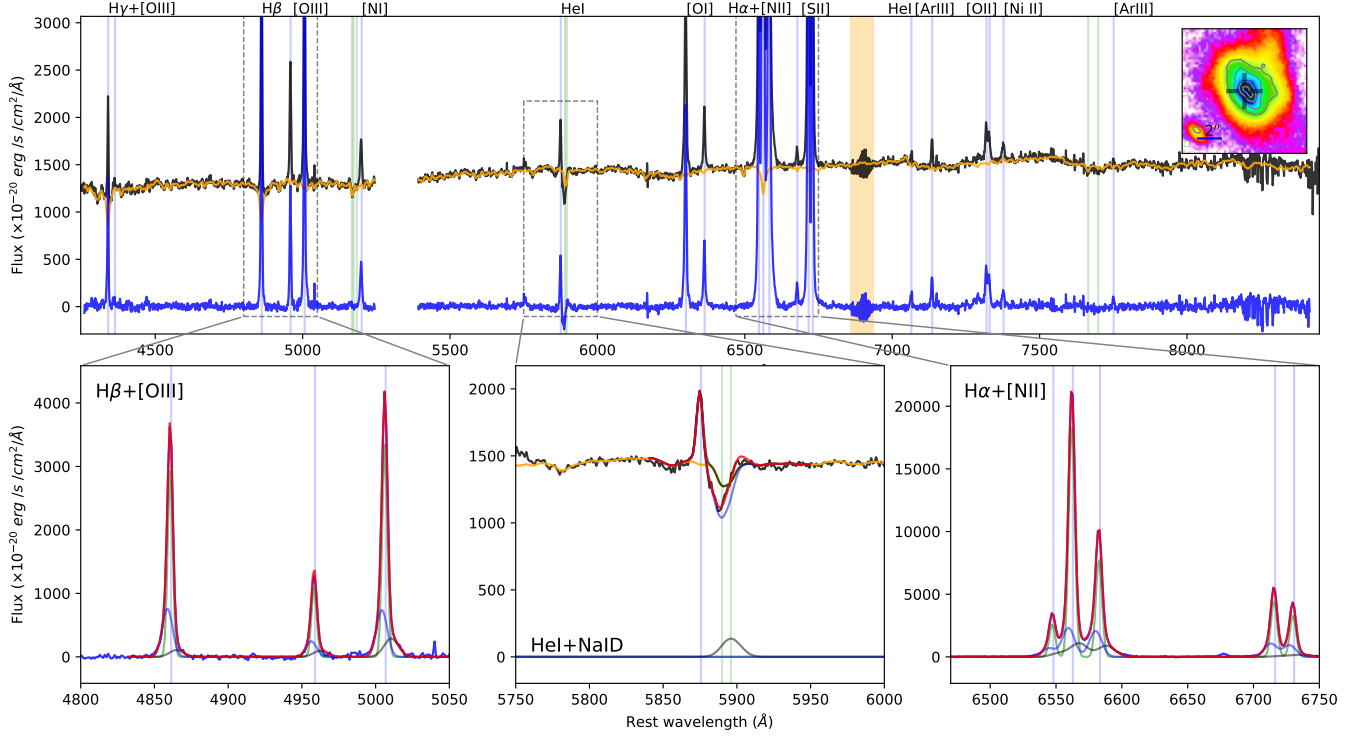 Hγ+[OIII] Hβ [OIII] [NI] HeI [OI] Hα+[NII] [SII] HeI [ArIII] [OII] [Ni II] [ArIII]
Flux (×10⁻²⁰ erg /s /cm²/Å)
3000
2500
2000
1500
1000
500
0
2″
4500 5000 5500 6000 6500 7000 7500 8000
Hβ+[OIII]
Flux (×10⁻²⁰ erg /s /cm²/Å)
4000
3000
2000
1000
0
4800 4850 4900 4950 5000 5050
2000
1500
1000
500
0
HeI+NaID
5750 5800 5850 5900 5950 6000
Rest wavelength (Å)
Hα+[NII]
20000
15000
10000
5000
0
6500 6550 6600 6650 6700 6750